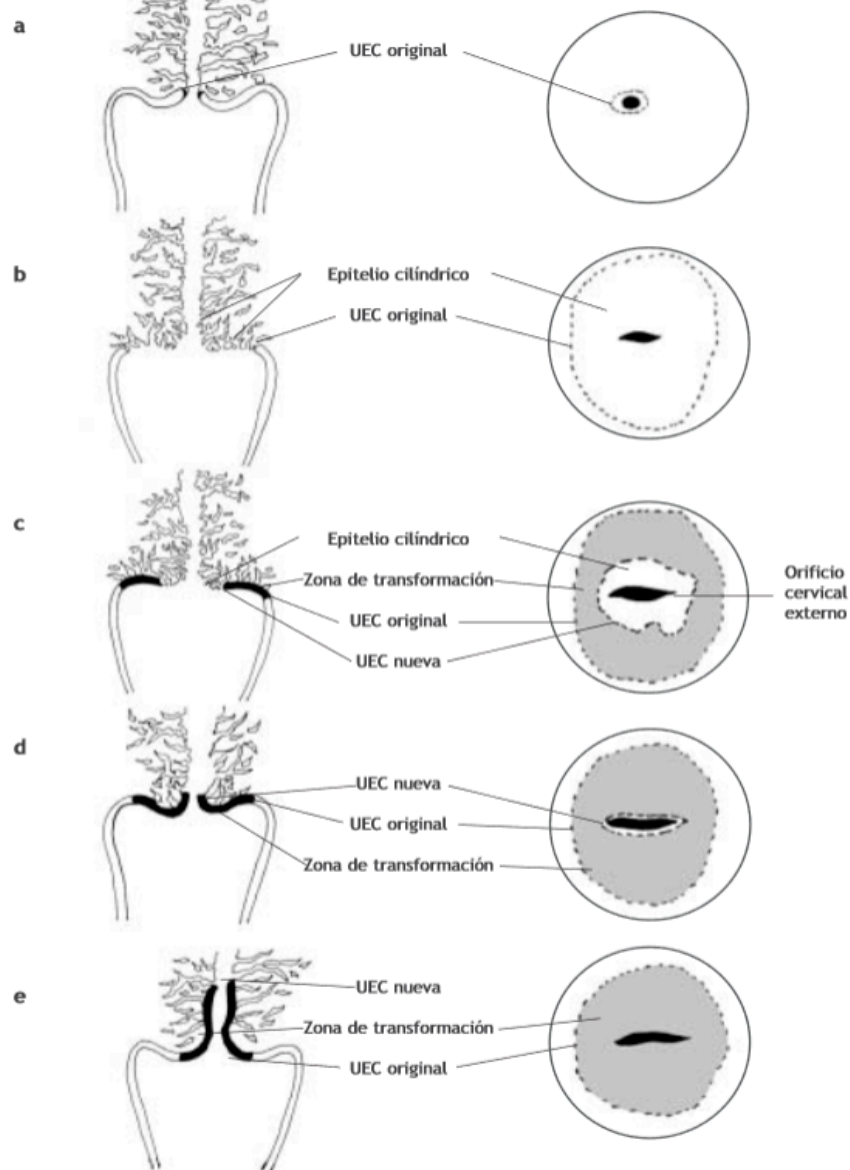 a
UEC original
b
Epitelio cilíndrico
UEC original
c
Epitelio cilíndrico
Zona de transformación
UEC original
UEC nueva
Orificio
cervical
externo
d
UEC nueva
UEC original
Zona de transformación
e
UEC nueva
Zona de transformación
UEC original